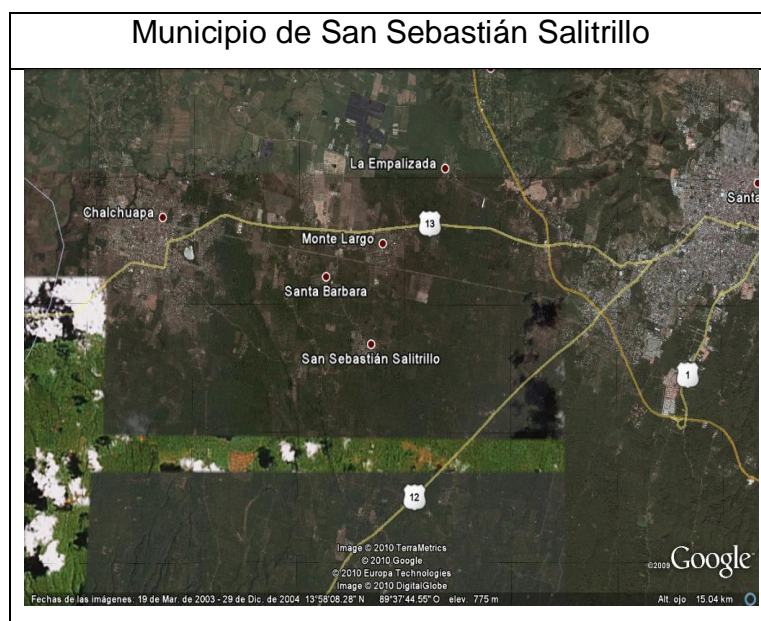 Municipio de San Sebastián Salitrillo
La Empalizada
Santa
Chalchuapa
13
Monte Largo
Santa Barbara
San Sebastián Salitrillo
1
12
Image © 2010 TerraMetrics
© 2010 Google
© 2010 Europa Technologies
Image © 2010 DigitalGlobe
©2009 Google
Fechas de las imágenes: 19 de Mar. de 2003 - 29 de Dic. de 2004 13°58'08.28" N 89°37'44.55" O elev. 775 m Alt. ojo 15.04 km